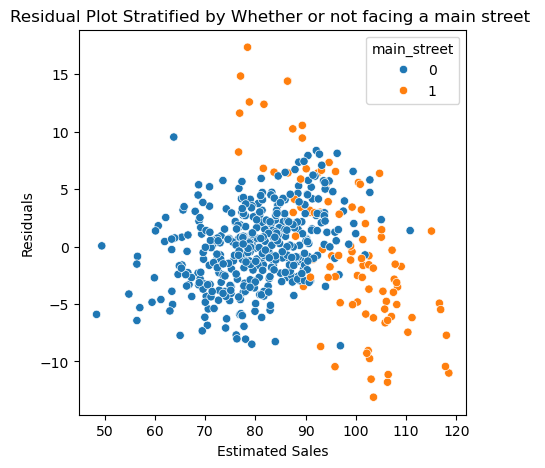 Residual Plot Stratified by Whether or not facing a main street
main_street
0
1
15
10
5
0
−5
−10
Residuals
50 60 70 80 90 100 110 120
Estimated Sales